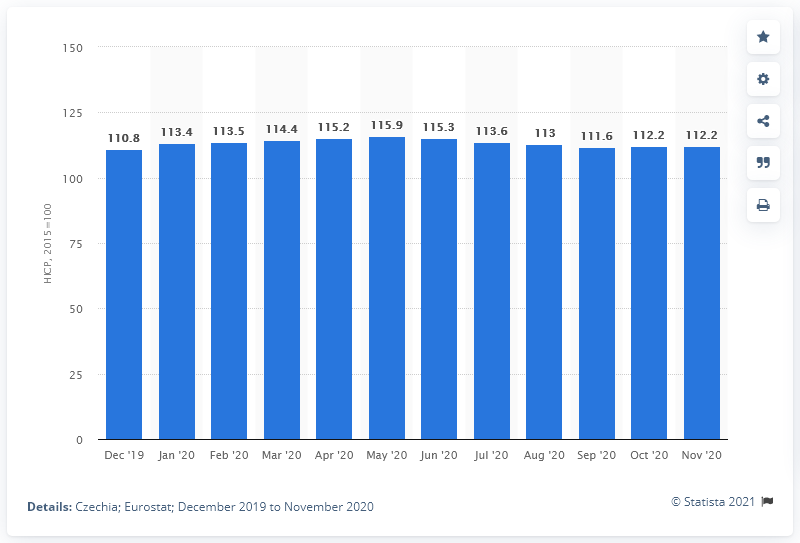 150
125
100
75
50
25
0
HICP, 2015=100
110.8 113.4 113.5 114.4 115.2 115.9 115.3 113.6 113 111.6 112.2 112.2
Dec '19 Jan '20 Feb '20 Mar '20 Apr '20 May '20 Jun '20 Jul '20 Aug '20 Sep '20 Oct '20 Nov '20
Details: Czechia; Eurostat; December 2019 to November 2020
© Statista 2021